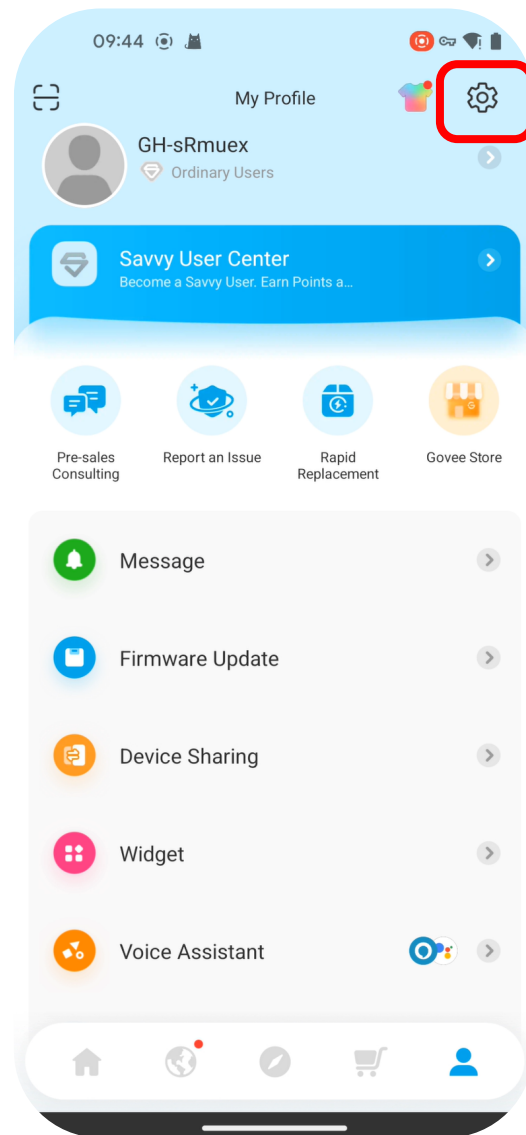 09:44
My Profile
GH-sRmuex
Ordinary Users
Savvy User Center
Become a Savvy User. Earn Points a...
Pre-sales
Consulting
Report an Issue
Rapid
Replacement
Govee Store
Message
Firmware Update
Device Sharing
Widget
Voice Assistant